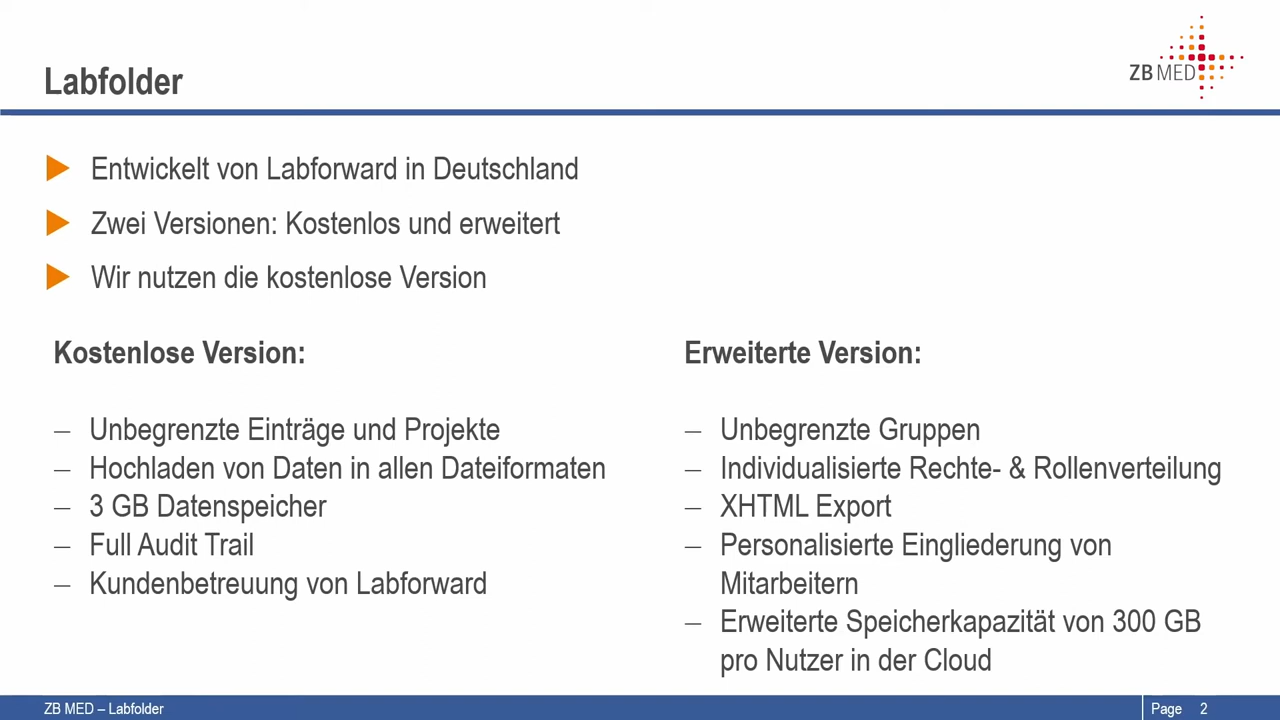 Labfolder
ZB MED
Entwickelt von Labforward in Deutschland
Zwei Versionen: Kostenlos und erweitert
Wir nutzen die kostenlose Version
Kostenlose Version:
– Unbegrenzte Einträge und Projekte
– Hochladen von Daten in allen Dateiformaten
– 3 GB Datenspeicher
– Full Audit Trail
– Kundenbetreuung von Labforward
Erweiterte Version:
– Unbegrenzte Gruppen
– Individualisierte Rechte- & Rollenverteilung
– XHTML Export
– Personalisierte Eingliederung von
Mitarbeitern
– Erweiterte Speicherkapazität von 300 GB
pro Nutzer in der Cloud
ZB MED – Labfolder
Page 2